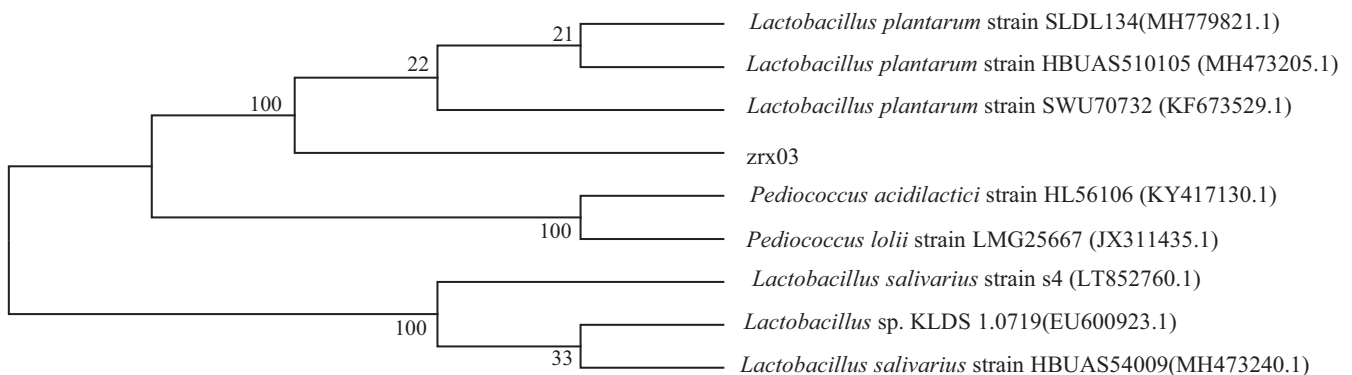 Lactobacillus plantarum strain SLDL134(MH779821.1)
21
Lactobacillus plantarum strain HBUAS510105 (MH473205.1)
22
Lactobacillus plantarum strain SWU70732 (KF673529.1)
100
zrx03
Pediococcus acidilactici strain HL56106 (KY417130.1)
100
Pediococcus lolii strain LMG25667 (JX311435.1)
Lactobacillus salivarius strain s4 (LT852760.1)
100
Lactobacillus sp. KLDS 1.0719(EU600923.1)
33
Lactobacillus salivarius strain HBUAS54009(MH473240.1)